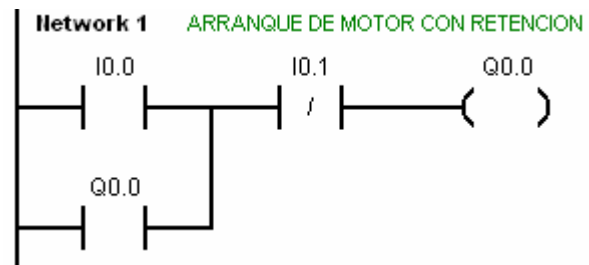 Network 1 ARRANQUE DE MOTOR CON RETENCION
I0.0 I0.1 Q0.0
/
Q0.0